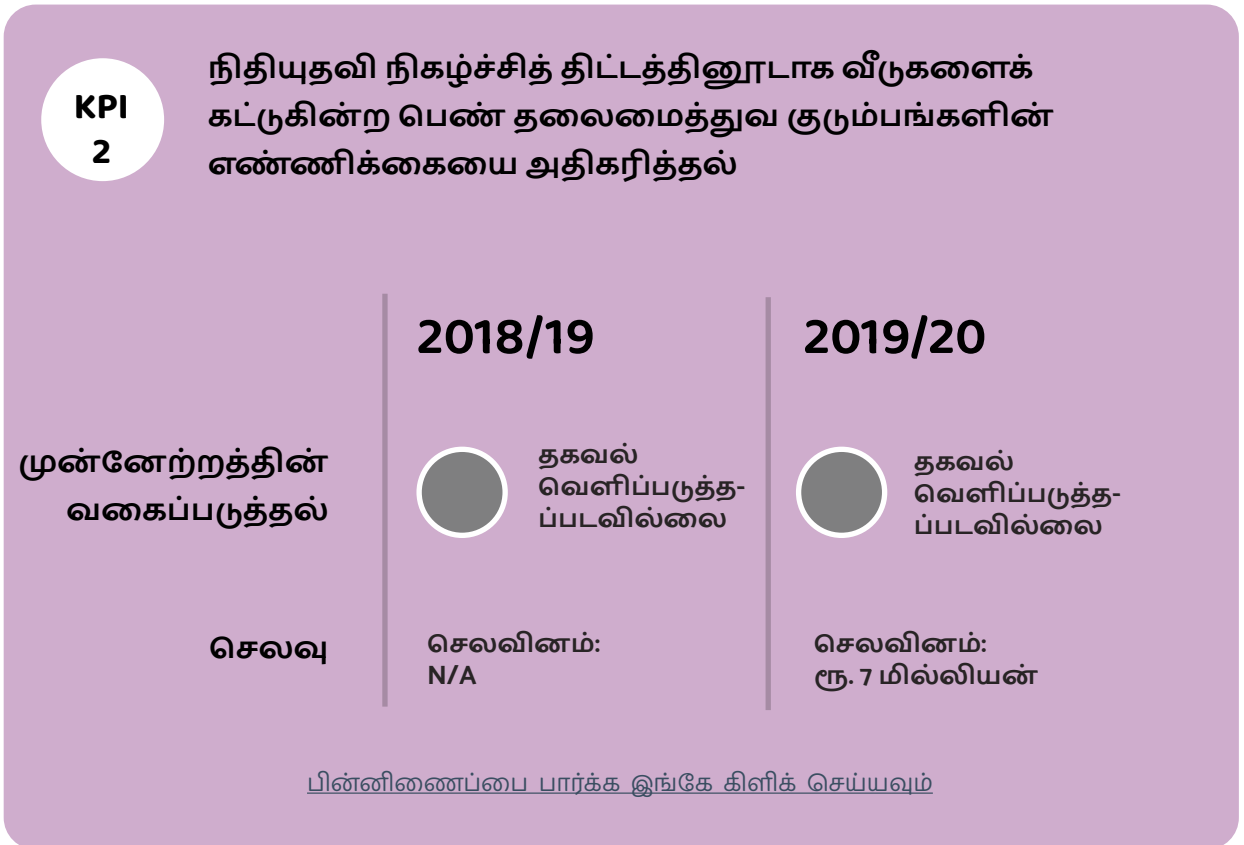 KPI
2
நிதியுதவி நிகழ்ச்சித் திட்டத்தினூடாக வீடுகளைக்
கட்டுகின்ற பெண் தலைமைத்துவ குடும்பங்களின்
எண்ணிக்கையை அதிகரித்தல்
2018/19
2019/20
முன்னேற்றத்தின்
வகைப்படுத்தல்
தகவல்
வெளிப்படுத்த-
ப்படவில்லை
தகவல்
வெளிப்படுத்த-
ப்படவில்லை
செலவு
செலவினம்:
N/A
செலவினம்:
ரூ. 7 மில்லியன்
பின்னிணைப்பை பார்க்க இங்கே கிளிக் செய்யவும்